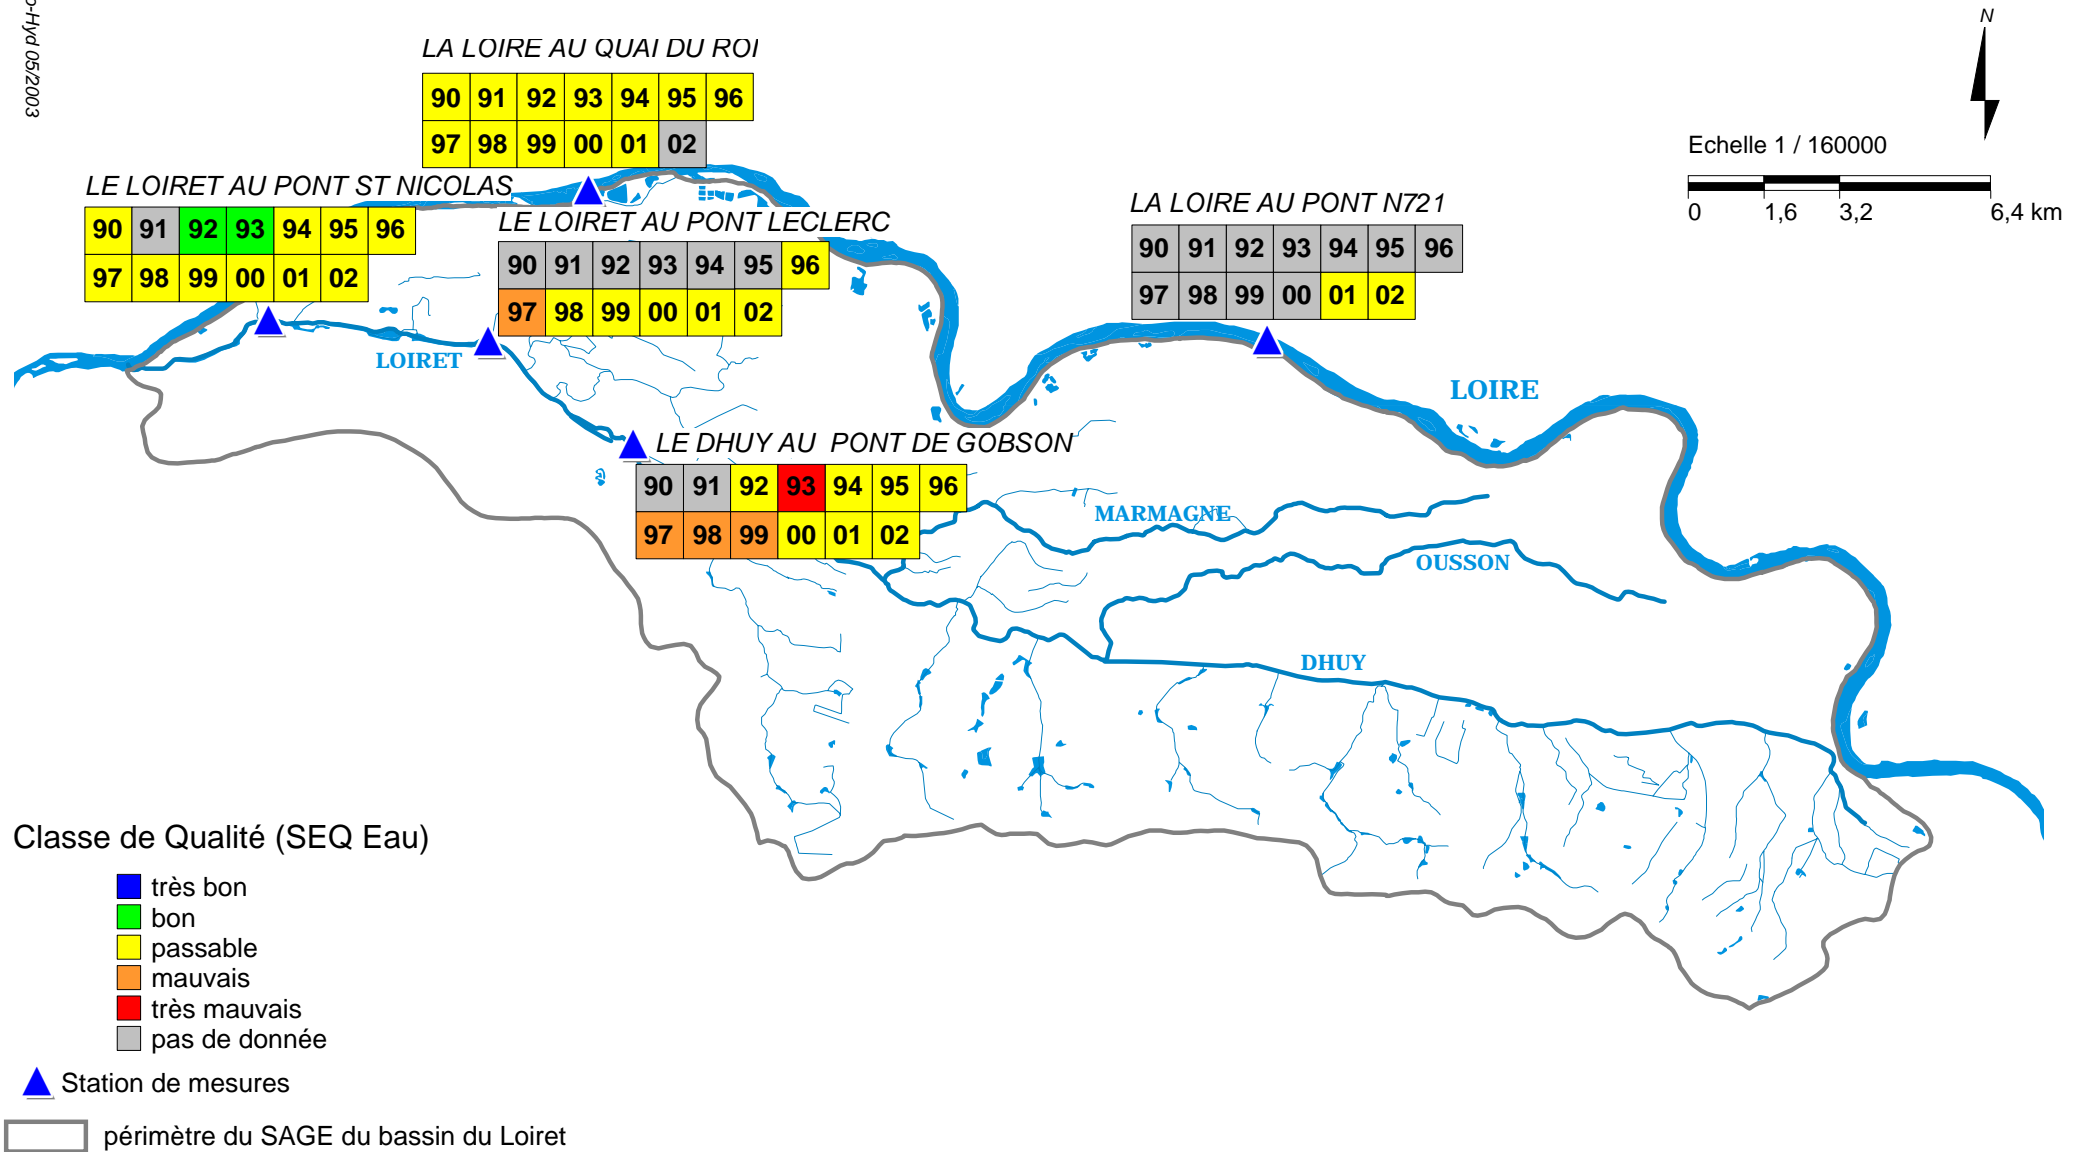 Hyd 05/2003
N
LA LOIRE AU QUAI DU ROI
90 91 92 93 94 95 96
97 98 99 00 01 02
Echelle 1 / 160000
0 1,6 3,2 6,4 km
LE LOIRET AU PONT ST NICOLAS
90 91 92 93 94 95 96
97 98 99 00 01 02
LE LOIRET AU PONT LECLERC
90 91 92 93 94 95 96
97 98 99 00 01 02
LA LOIRE AU PONT N721
90 91 92 93 94 95 96
97 98 99 00 01 02
LOIRET
LOIRE
LE DHUY AU PONT DE GOBSON
90 91 92 93 94 95 96
97 98 99 00 01 02
MARMAGNE
OUSSON
DHUY
Classe de Qualité (SEQ Eau)
très bon
bon
passable
mauvais
très mauvais
pas de donnée
Station de mesures
périmètre du SAGE du bassin du Loiret